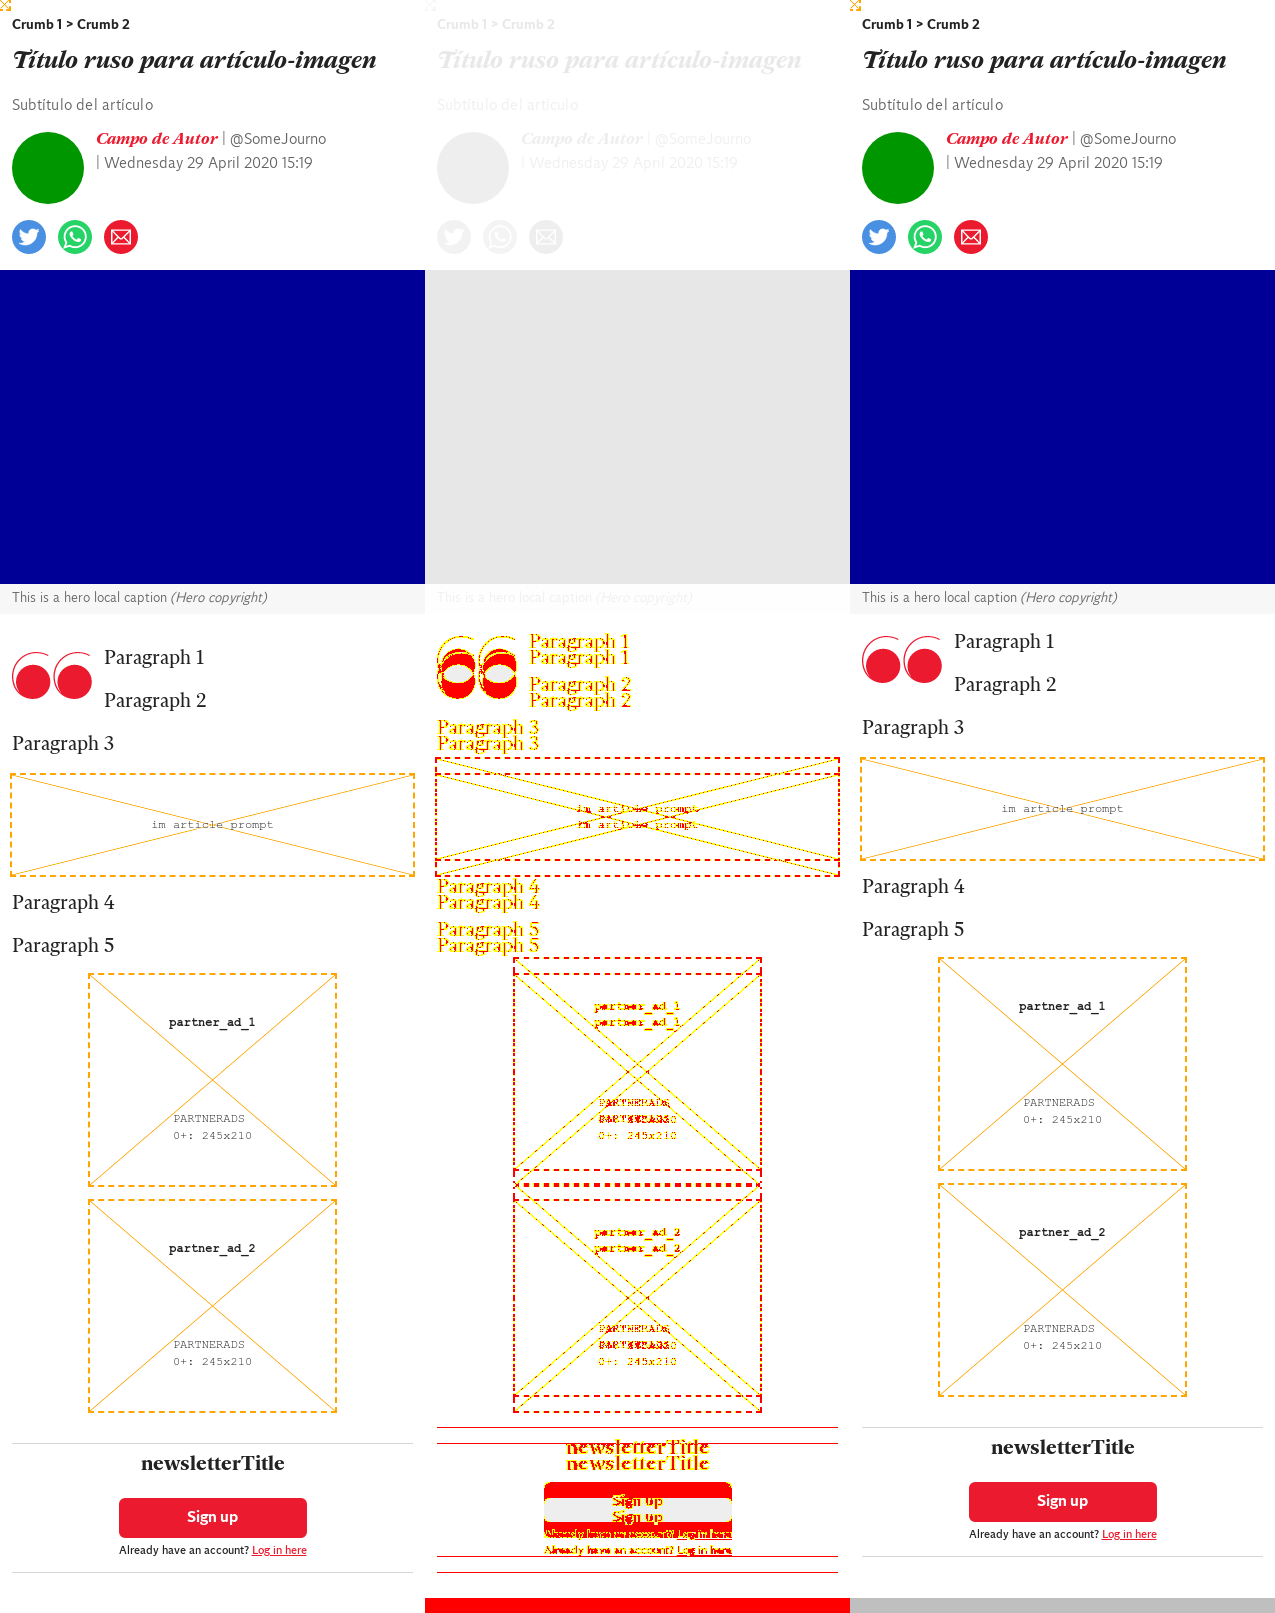 Crumb 1 > Crumb 2
Título ruso para artículo-imagen
Subtítulo del artículo
Campo de Autor | @SomeJourno
| Wednesday 29 April 2020 15:19
This is a hero local caption (Hero copyright)
Paragraph 1
Paragraph 2
Paragraph 3
im article prompt
Paragraph 4
Paragraph 5
partner_ad_1
PARTNERADS
0+: 245x210
partner_ad_2
PARTNERADS
0+: 245x210
newsletterTitle
Sign up
Already have an account? Log in here
Crumb 1 > Crumb 2
Título ruso para artículo-imagen
Subtítulo del artículo
Campo de Autor | @SomeJourno
| Wednesday 29 April 2020 15:19
This is a hero local caption (Hero copyright)
Paragraph 1
Paragraph 1
Paragraph 2
Paragraph 2
Paragraph 3
Paragraph 3
im article prompt
im article prompt
Paragraph 4
Paragraph 4
Paragraph 5
Paragraph 5
partner_ad_1
partner_ad_1
PARTNERADS
0+: 245x210
partner_ad_2
partner_ad_2
PARTNERADS
0+: 245x210
newsletterTitle
newsletterTitle
Sign up
Sign up
Already have an account? Log in here
Already have an account? Log in here
Crumb 1 > Crumb 2
Título ruso para artículo-imagen
Subtítulo del artículo
Campo de Autor | @SomeJourno
| Wednesday 29 April 2020 15:19
This is a hero local caption (Hero copyright)
Paragraph 1
Paragraph 2
Paragraph 3
im article prompt
Paragraph 4
Paragraph 5
partner_ad_1
PARTNERADS
0+: 245x210
partner_ad_2
PARTNERADS
0+: 245x210
newsletterTitle
Sign up
Already have an account? Log in here